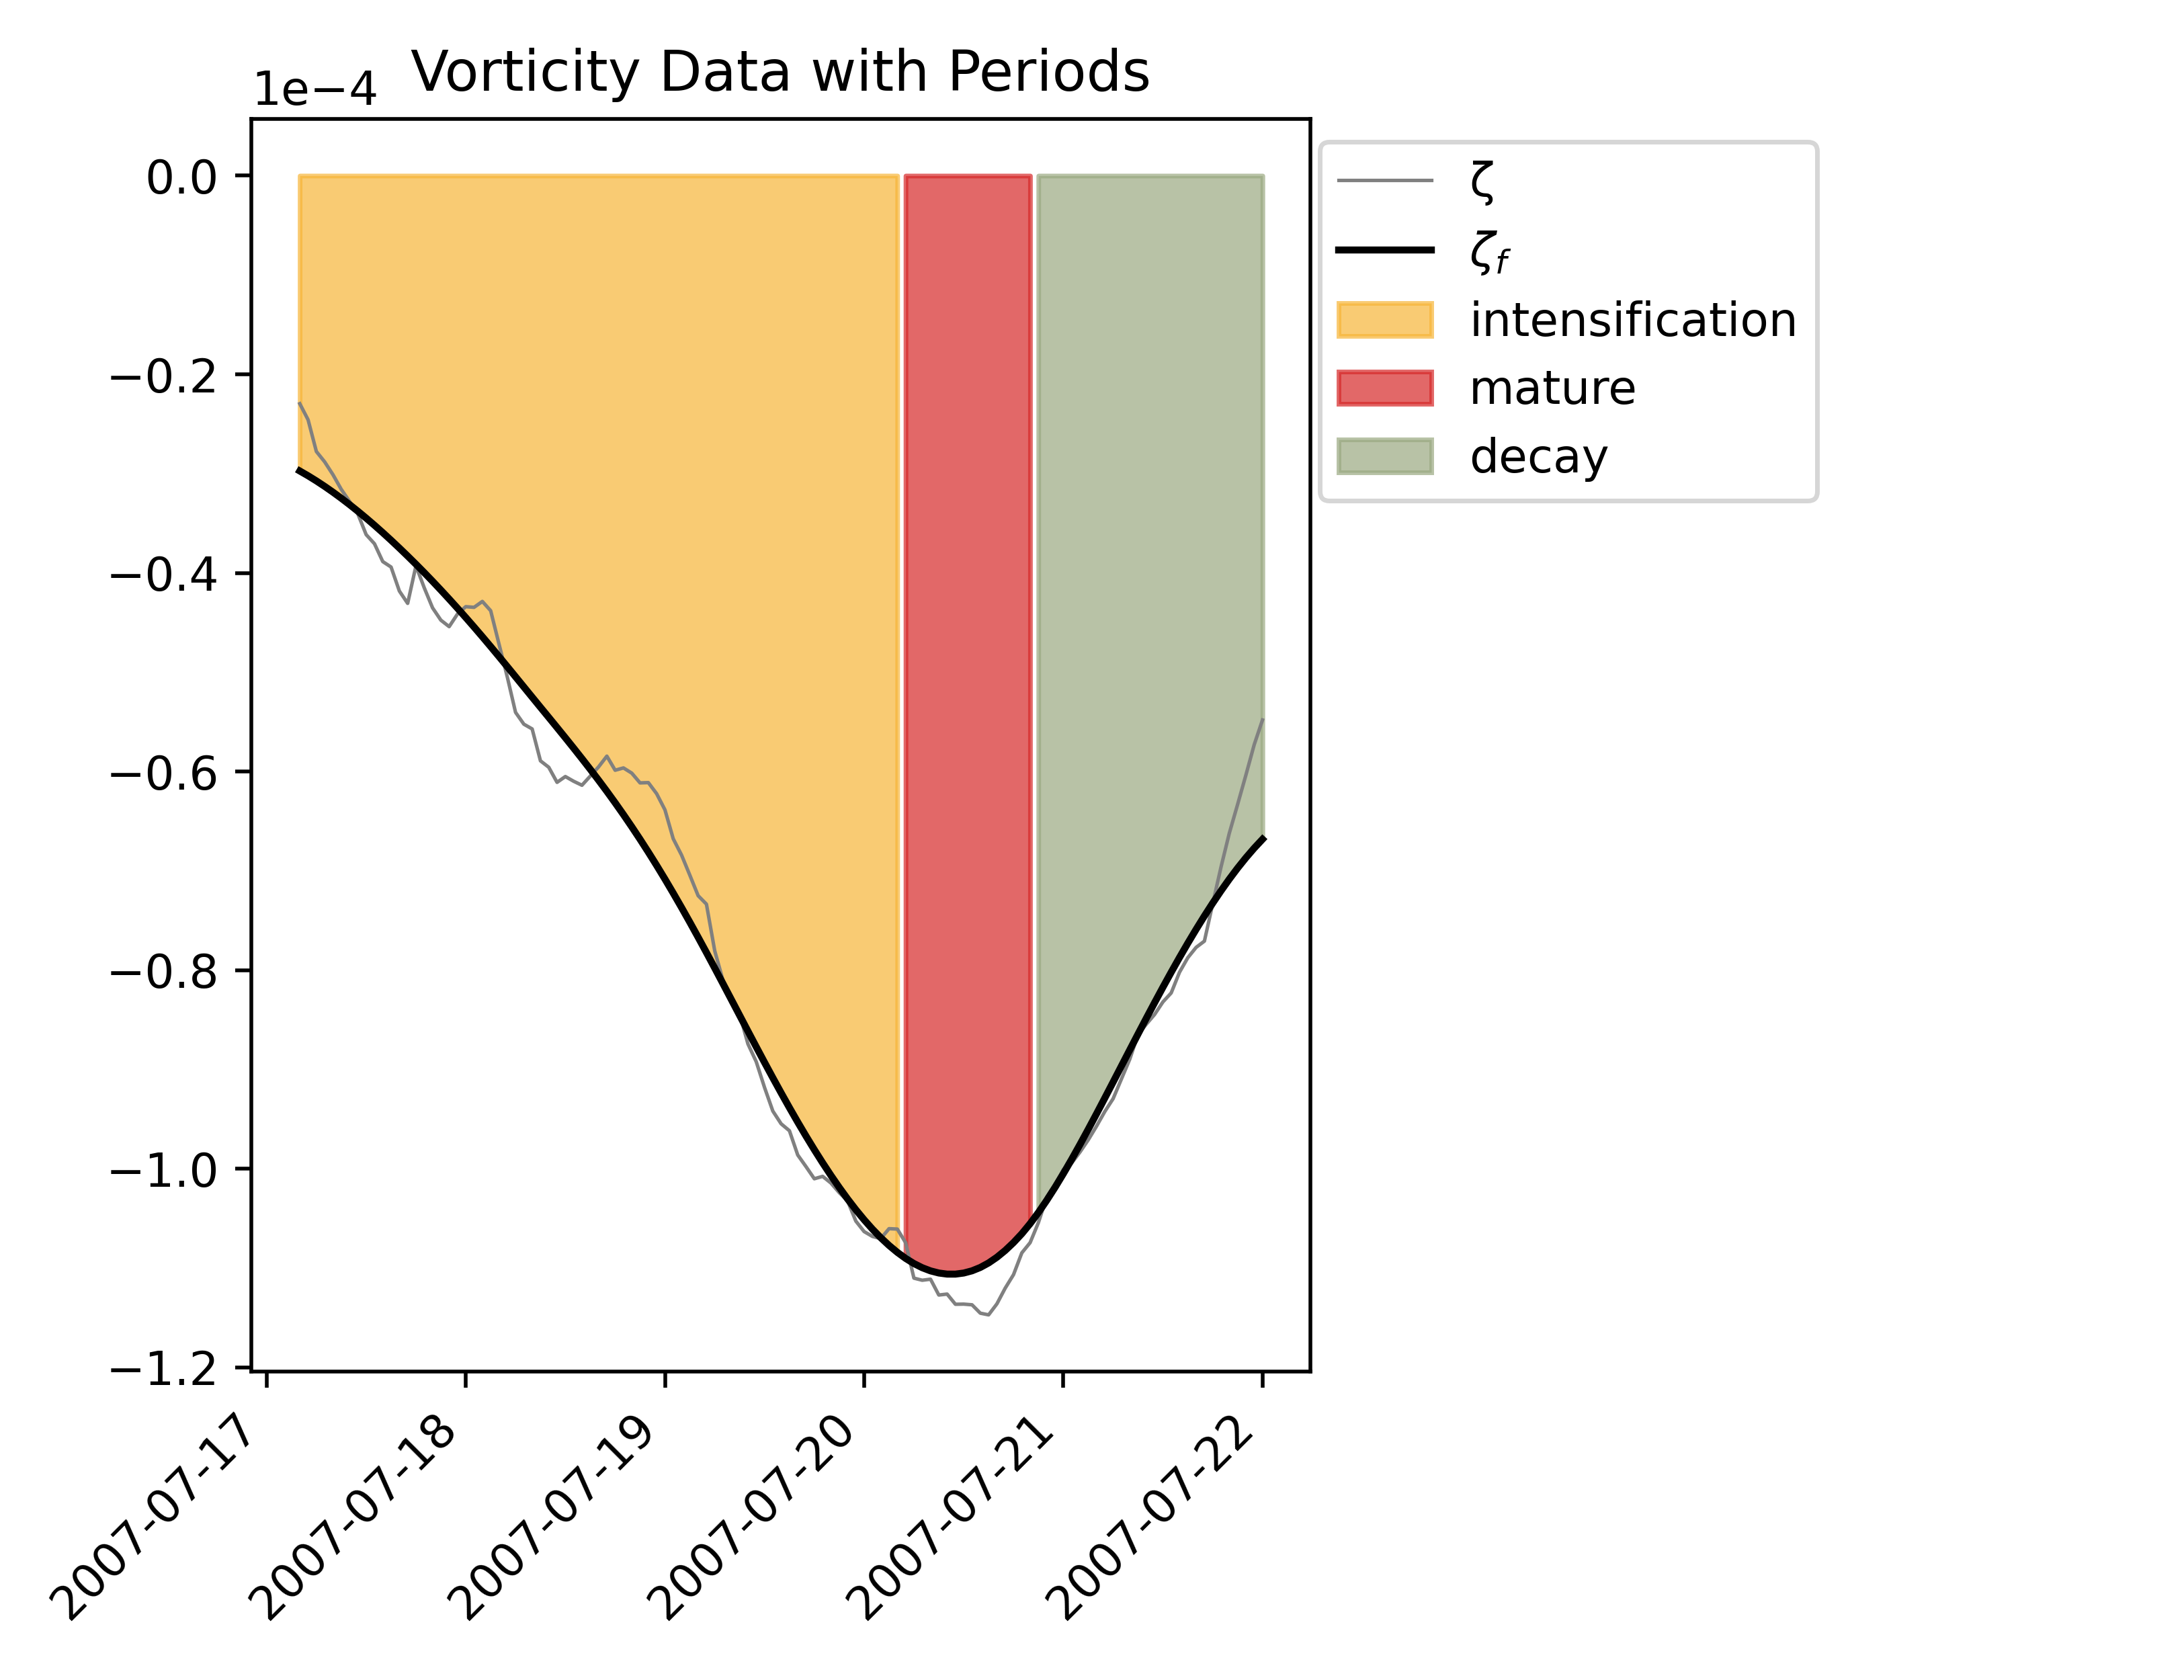 Vorticity Data with Periods
1e−4
0.0
−0.2
−0.4
−0.6
−0.8
−1.0
−1.2
2007-07-17
2007-07-18
2007-07-19
2007-07-20
2007-07-21
2007-07-22
ζ
ζf
intensification
mature
decay